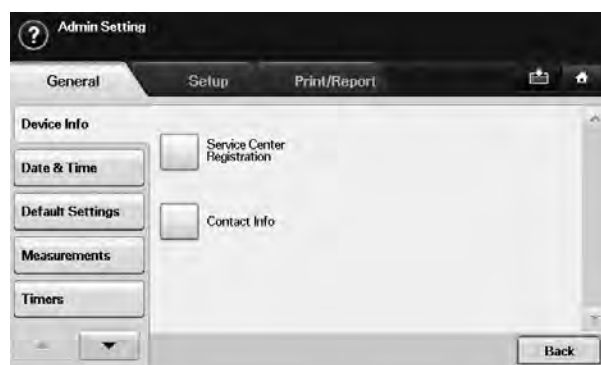 ? Admin Setting
General Setup Print/Report
Device Info
Service Center
Registration
Date & Time
Default Settings
Contact Info
Measurements
Timers
Back